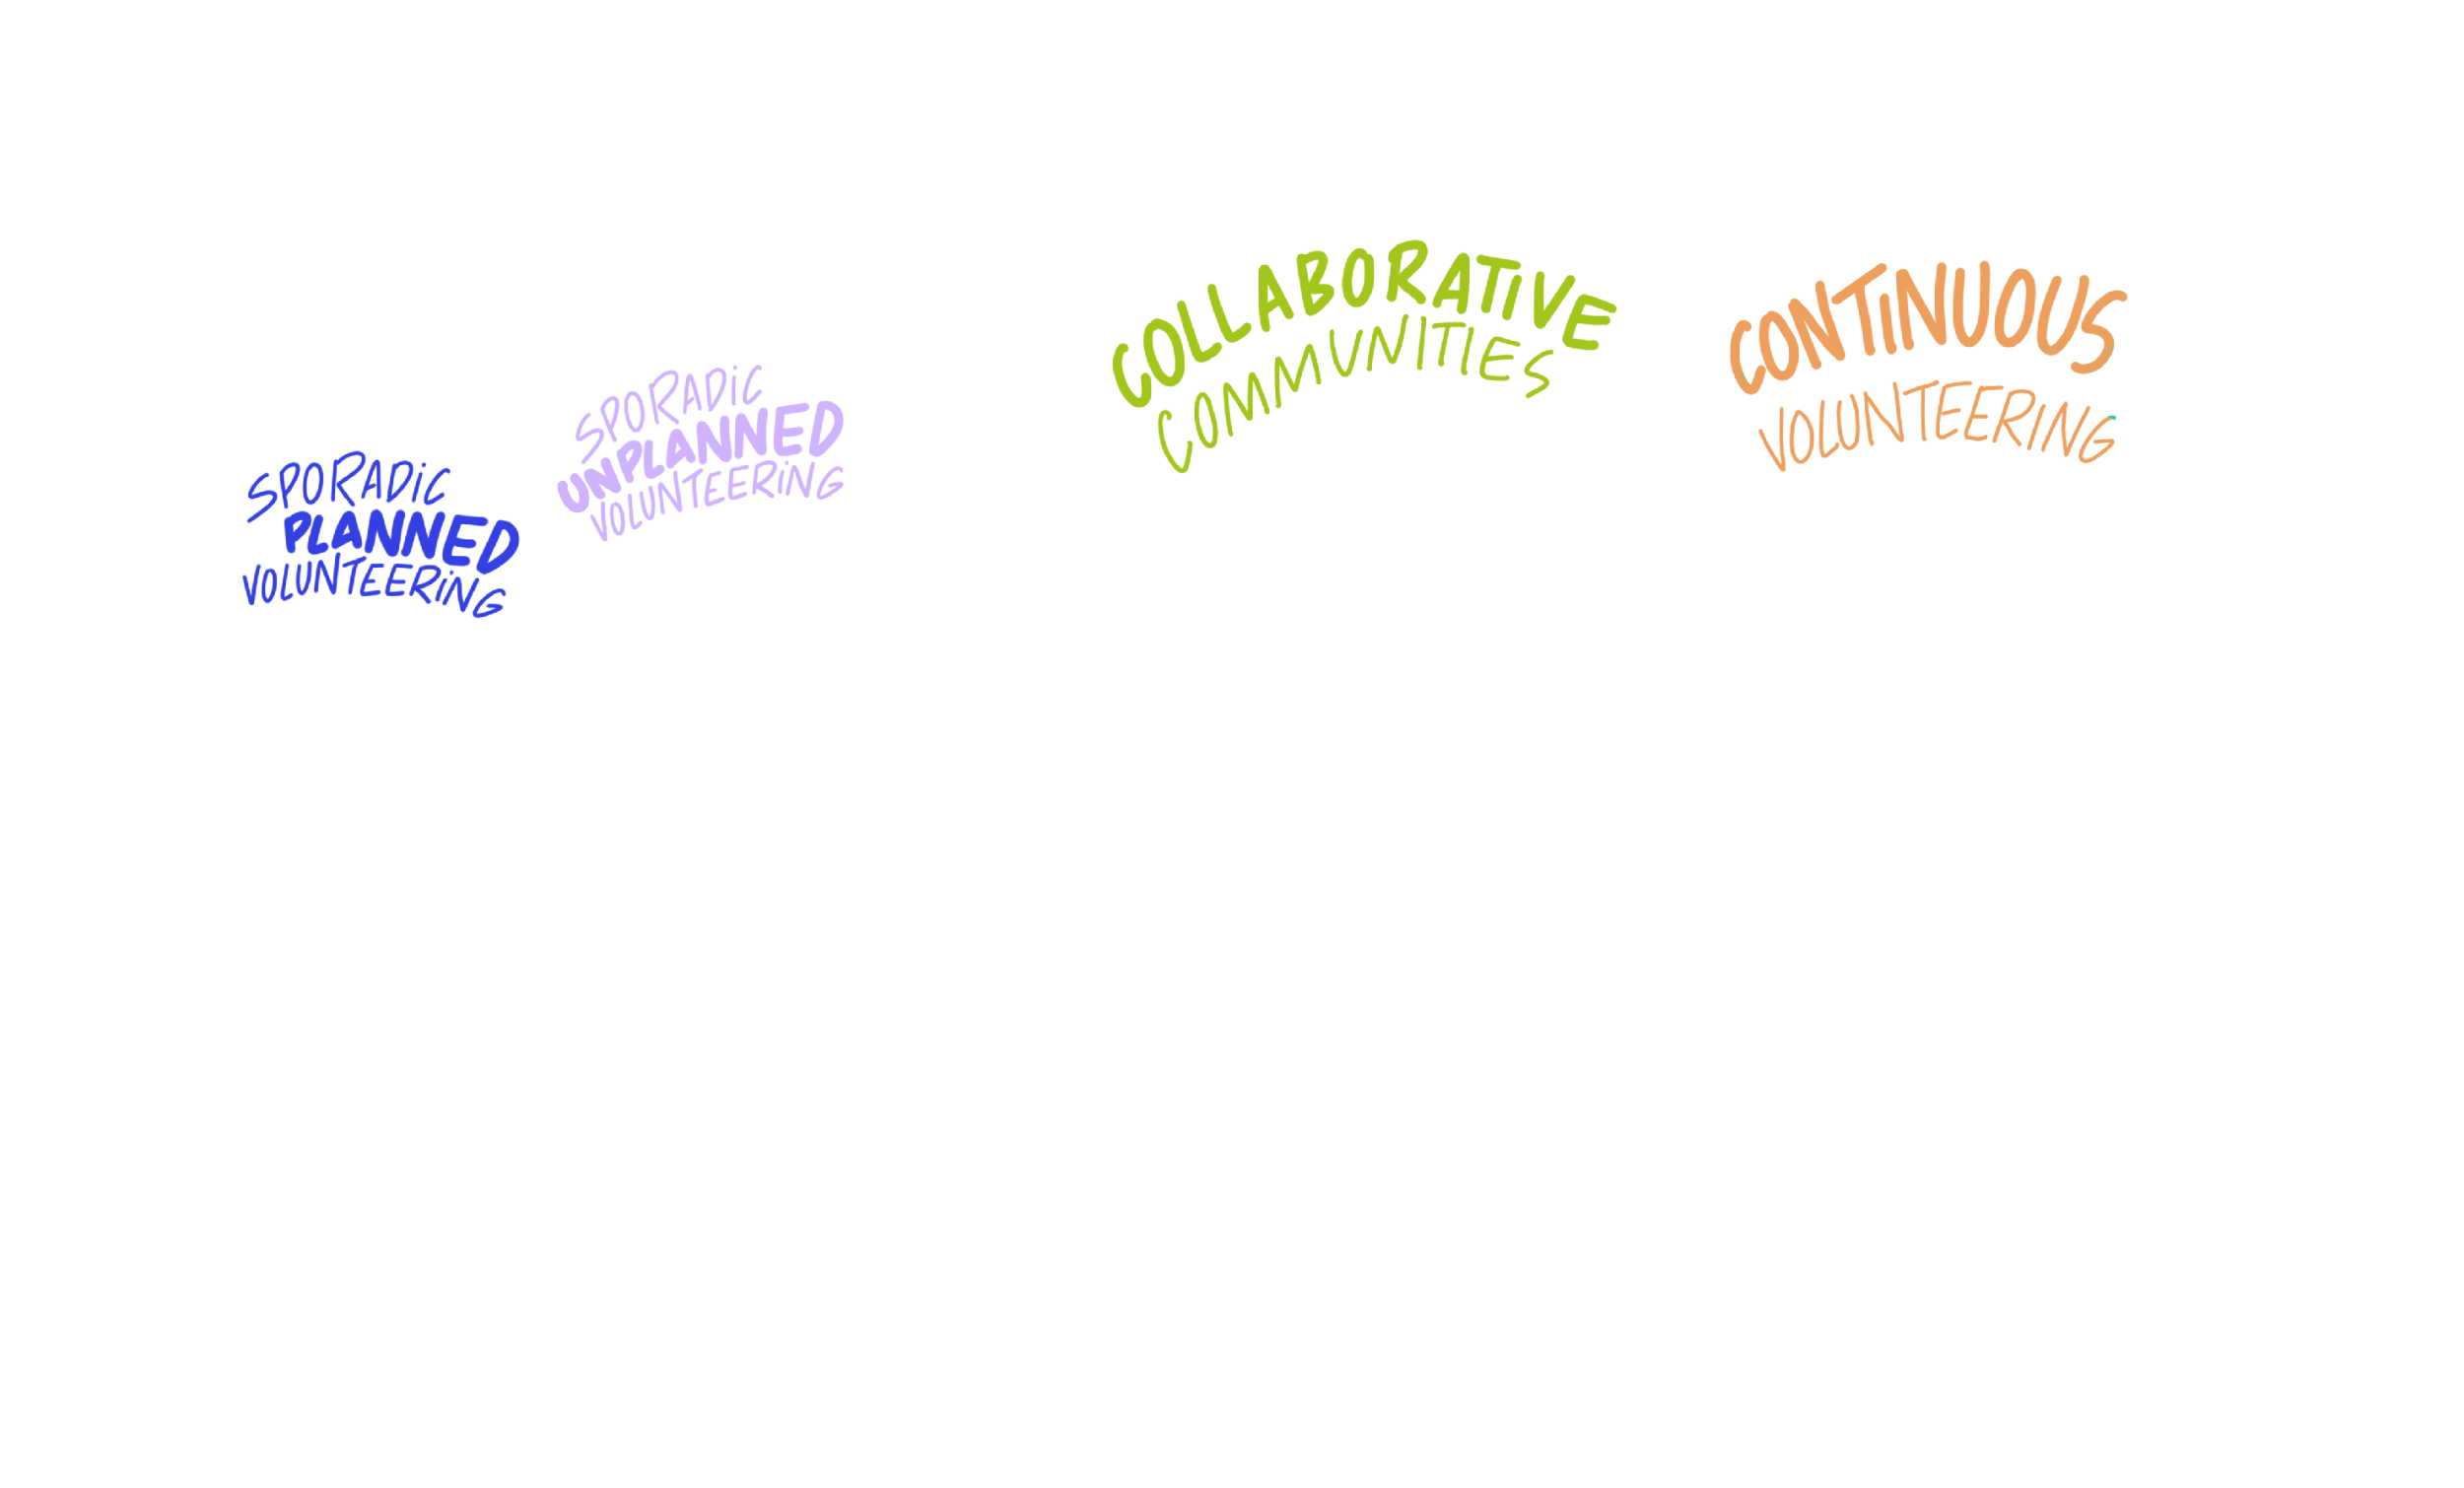 SPORADiC
PLANNED
VOLUNTEERiNG
SPORADiC
UNPLANNED
VOLUNTEERiNG
COLLABORATIVE
COMMUNITIES
CONTINUOUS
VOLUNTEERING